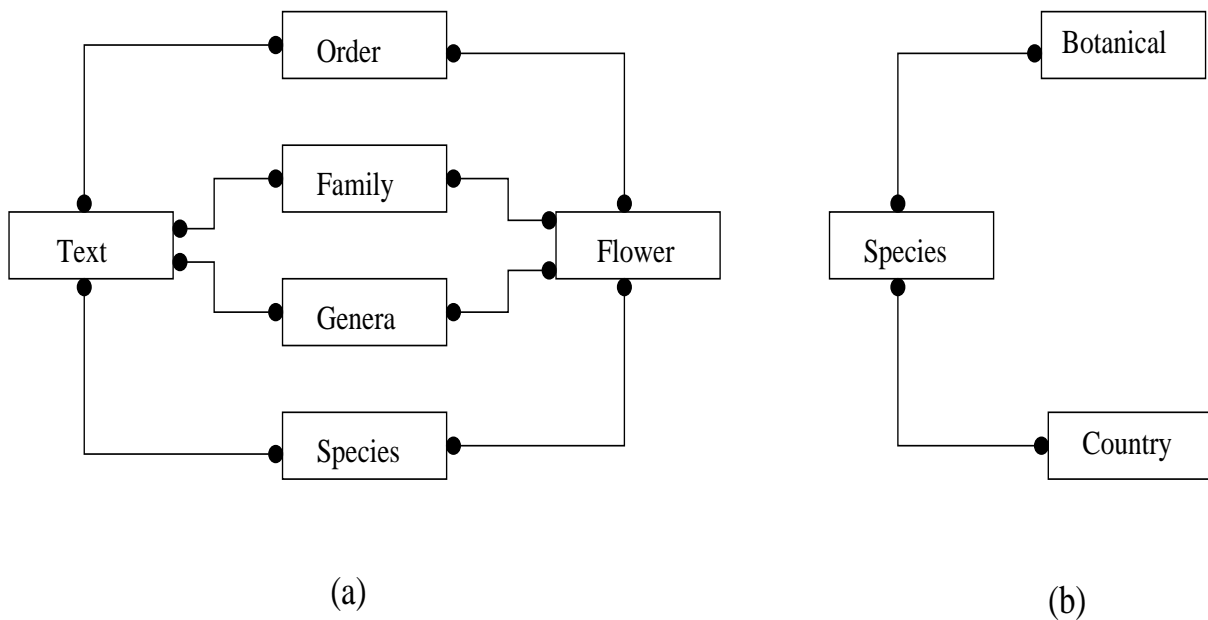 Order
Family
Text
Flower
Genera
Species
(a)
Botanical
Species
Country
(b)